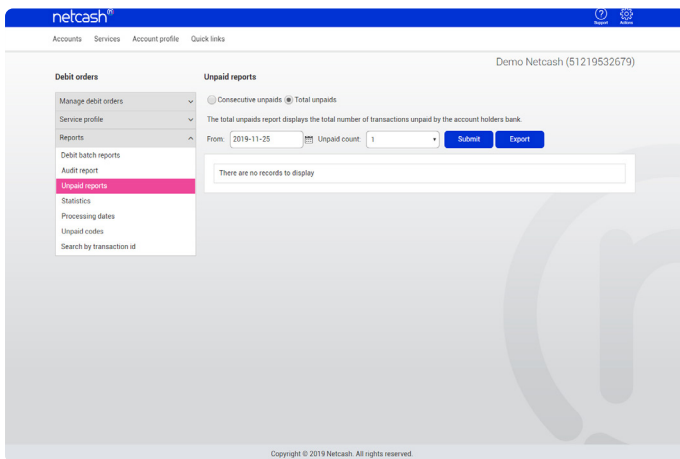 netcash®
Support Actions
Accounts Services Account profile Quick links
Demo Netcash (51219532679)
Debit orders
Manage debit orders
Service profile
Reports
Debit batch reports
Audit report
Unpaid reports
Statistics
Processing dates
Unpaid codes
Search by transaction id
Unpaid reports
Consecutive unpaids Total unpaids
The total unpaids report displays the total number of transactions unpaid by the account holders bank.
From: 2019-11-25 Unpaid count: 1 Submit Export
There are no records to display
Copyright © 2019 Netcash. All rights reserved